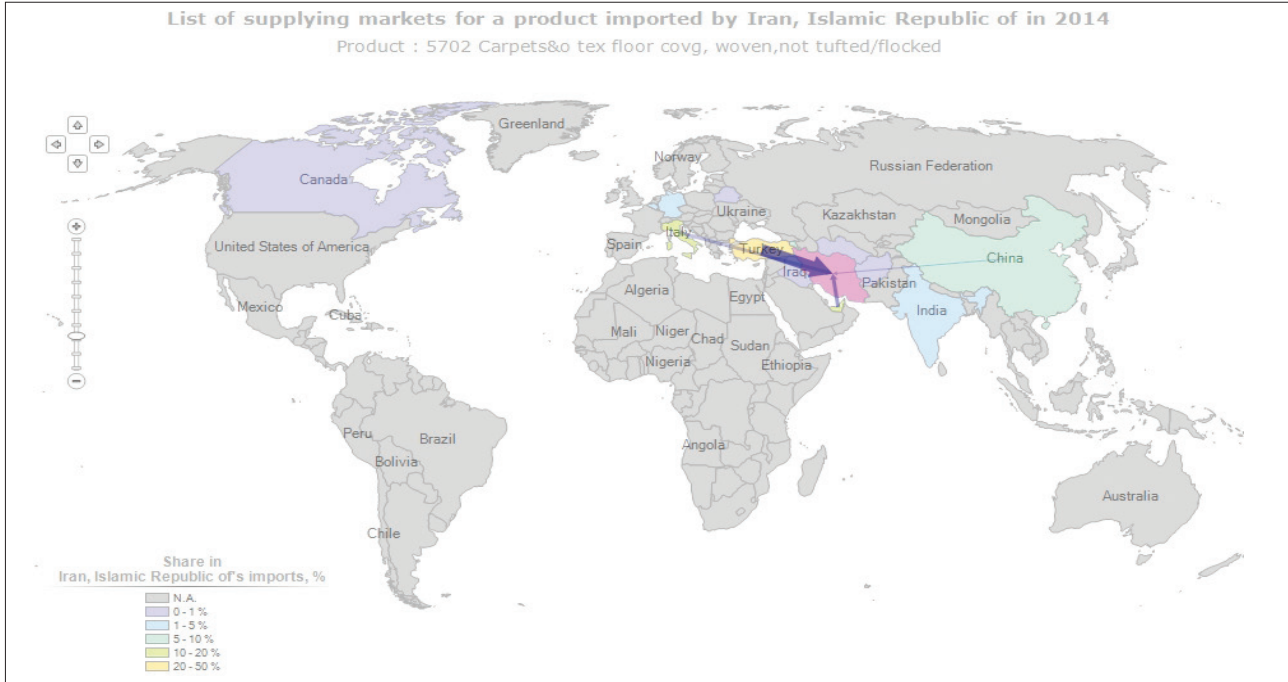 List of supplying markets for a product imported by Iran, Islamic Republic of in 2014
Product : 5702 Carpets&o tex floor covg, woven,not tufted/flocked
Greenland
Norway
Russian Federation
Canada
Ukraine
Kazakhstan
Mongolia
United States of America
Spain
Italy
Turkey
China
Iraq
Pakistan
Mexico
Cuba
Algeria
Egypt
India
Mali
Niger
Chad
Sudan
Nigeria
Ethiopia
Peru
Brazil
Angola
Bolivia
Australia
Chile
Share in
Iran, Islamic Republic of's imports, %
N.A.
0 - 1 %
1 - 5 %
5 - 10 %
10 - 20 %
20 - 50 %